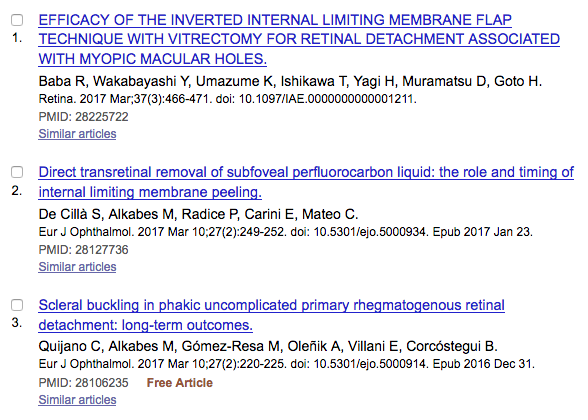 EFFICACY OF THE INVERTED INTERNAL LIMITING MEMBRANE FLAP
1. TECHNIQUE WITH VITRECTOMY FOR RETINAL DETACHMENT ASSOCIATED
WITH MYOPIC MACULAR HOLES.
Baba R, Wakabayashi Y, Umazume K, Ishikawa T, Yagi H, Muramatsu D, Goto H.
Retina. 2017 Mar;37(3):466-471. doi: 10.1097/IAE.0000000000001211.
PMID: 28225722
Similar articles
Direct transretinal removal of subfoveal perfluorocarbon liquid: the role and timing of
2. internal limiting membrane peeling.
De Cillà S, Alkabes M, Radice P, Carini E, Mateo C.
Eur J Ophthalmol. 2017 Mar 10;27(2):249-252. doi: 10.5301/ejo.5000934. Epub 2017 Jan 23.
PMID: 28127736
Similar articles
Scleral buckling in phakic uncomplicated primary rhegmatogenous retinal
3. detachment: long-term outcomes.
Quijano C, Alkabes M, Gómez-Resa M, Oleñik A, Villani E, Corcóstegui B.
Eur J Ophthalmol. 2017 Mar 10;27(2):220-225. doi: 10.5301/ejo.5000914. Epub 2016 Dec 31.
PMID: 28106235 Free Article
Similar articles